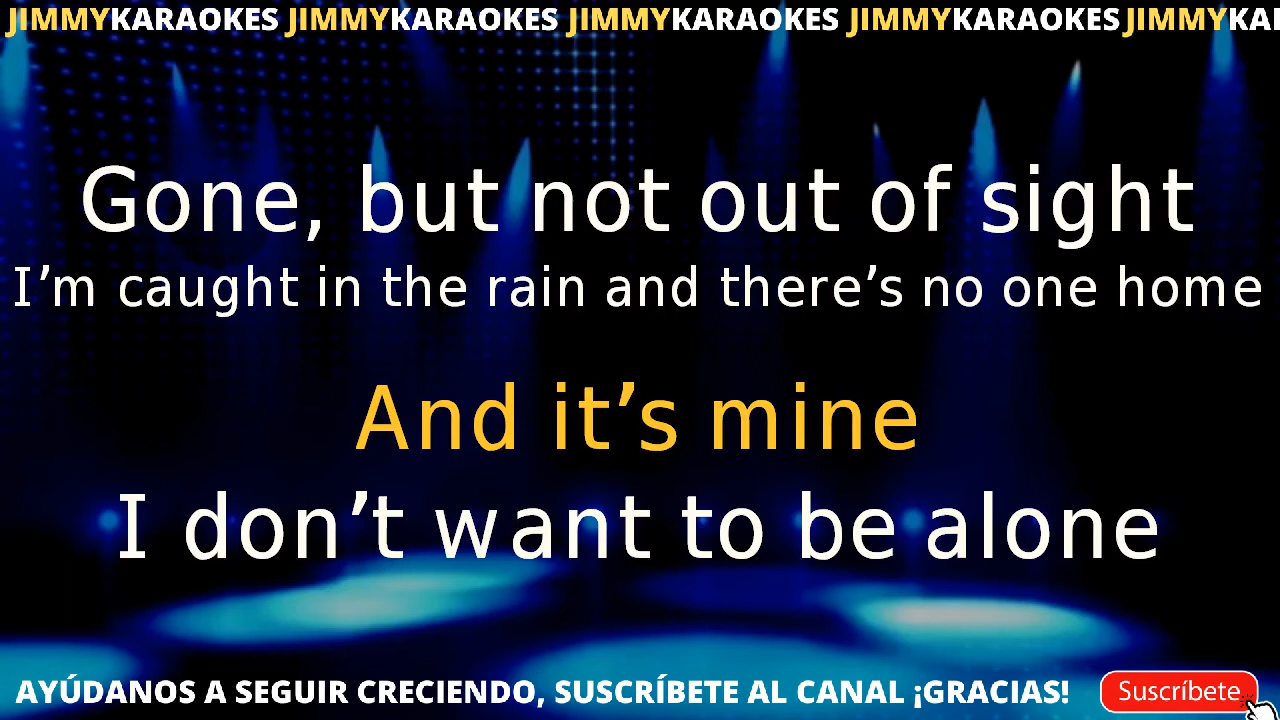 JIMMYKARAOKES JIMMYKARAOKES JIMMYKARAOKES JIMMYKARAOKES JIMMYKA
Gone, but not out of sight
I’m caught in the rain and there’s no one home
And it’s mine
I don’t want to be alone
AYÚDANOS A SEGUIR CRECIENDO, SUSCRÍBETE AL CANAL ¡GRACIAS! Suscríbete